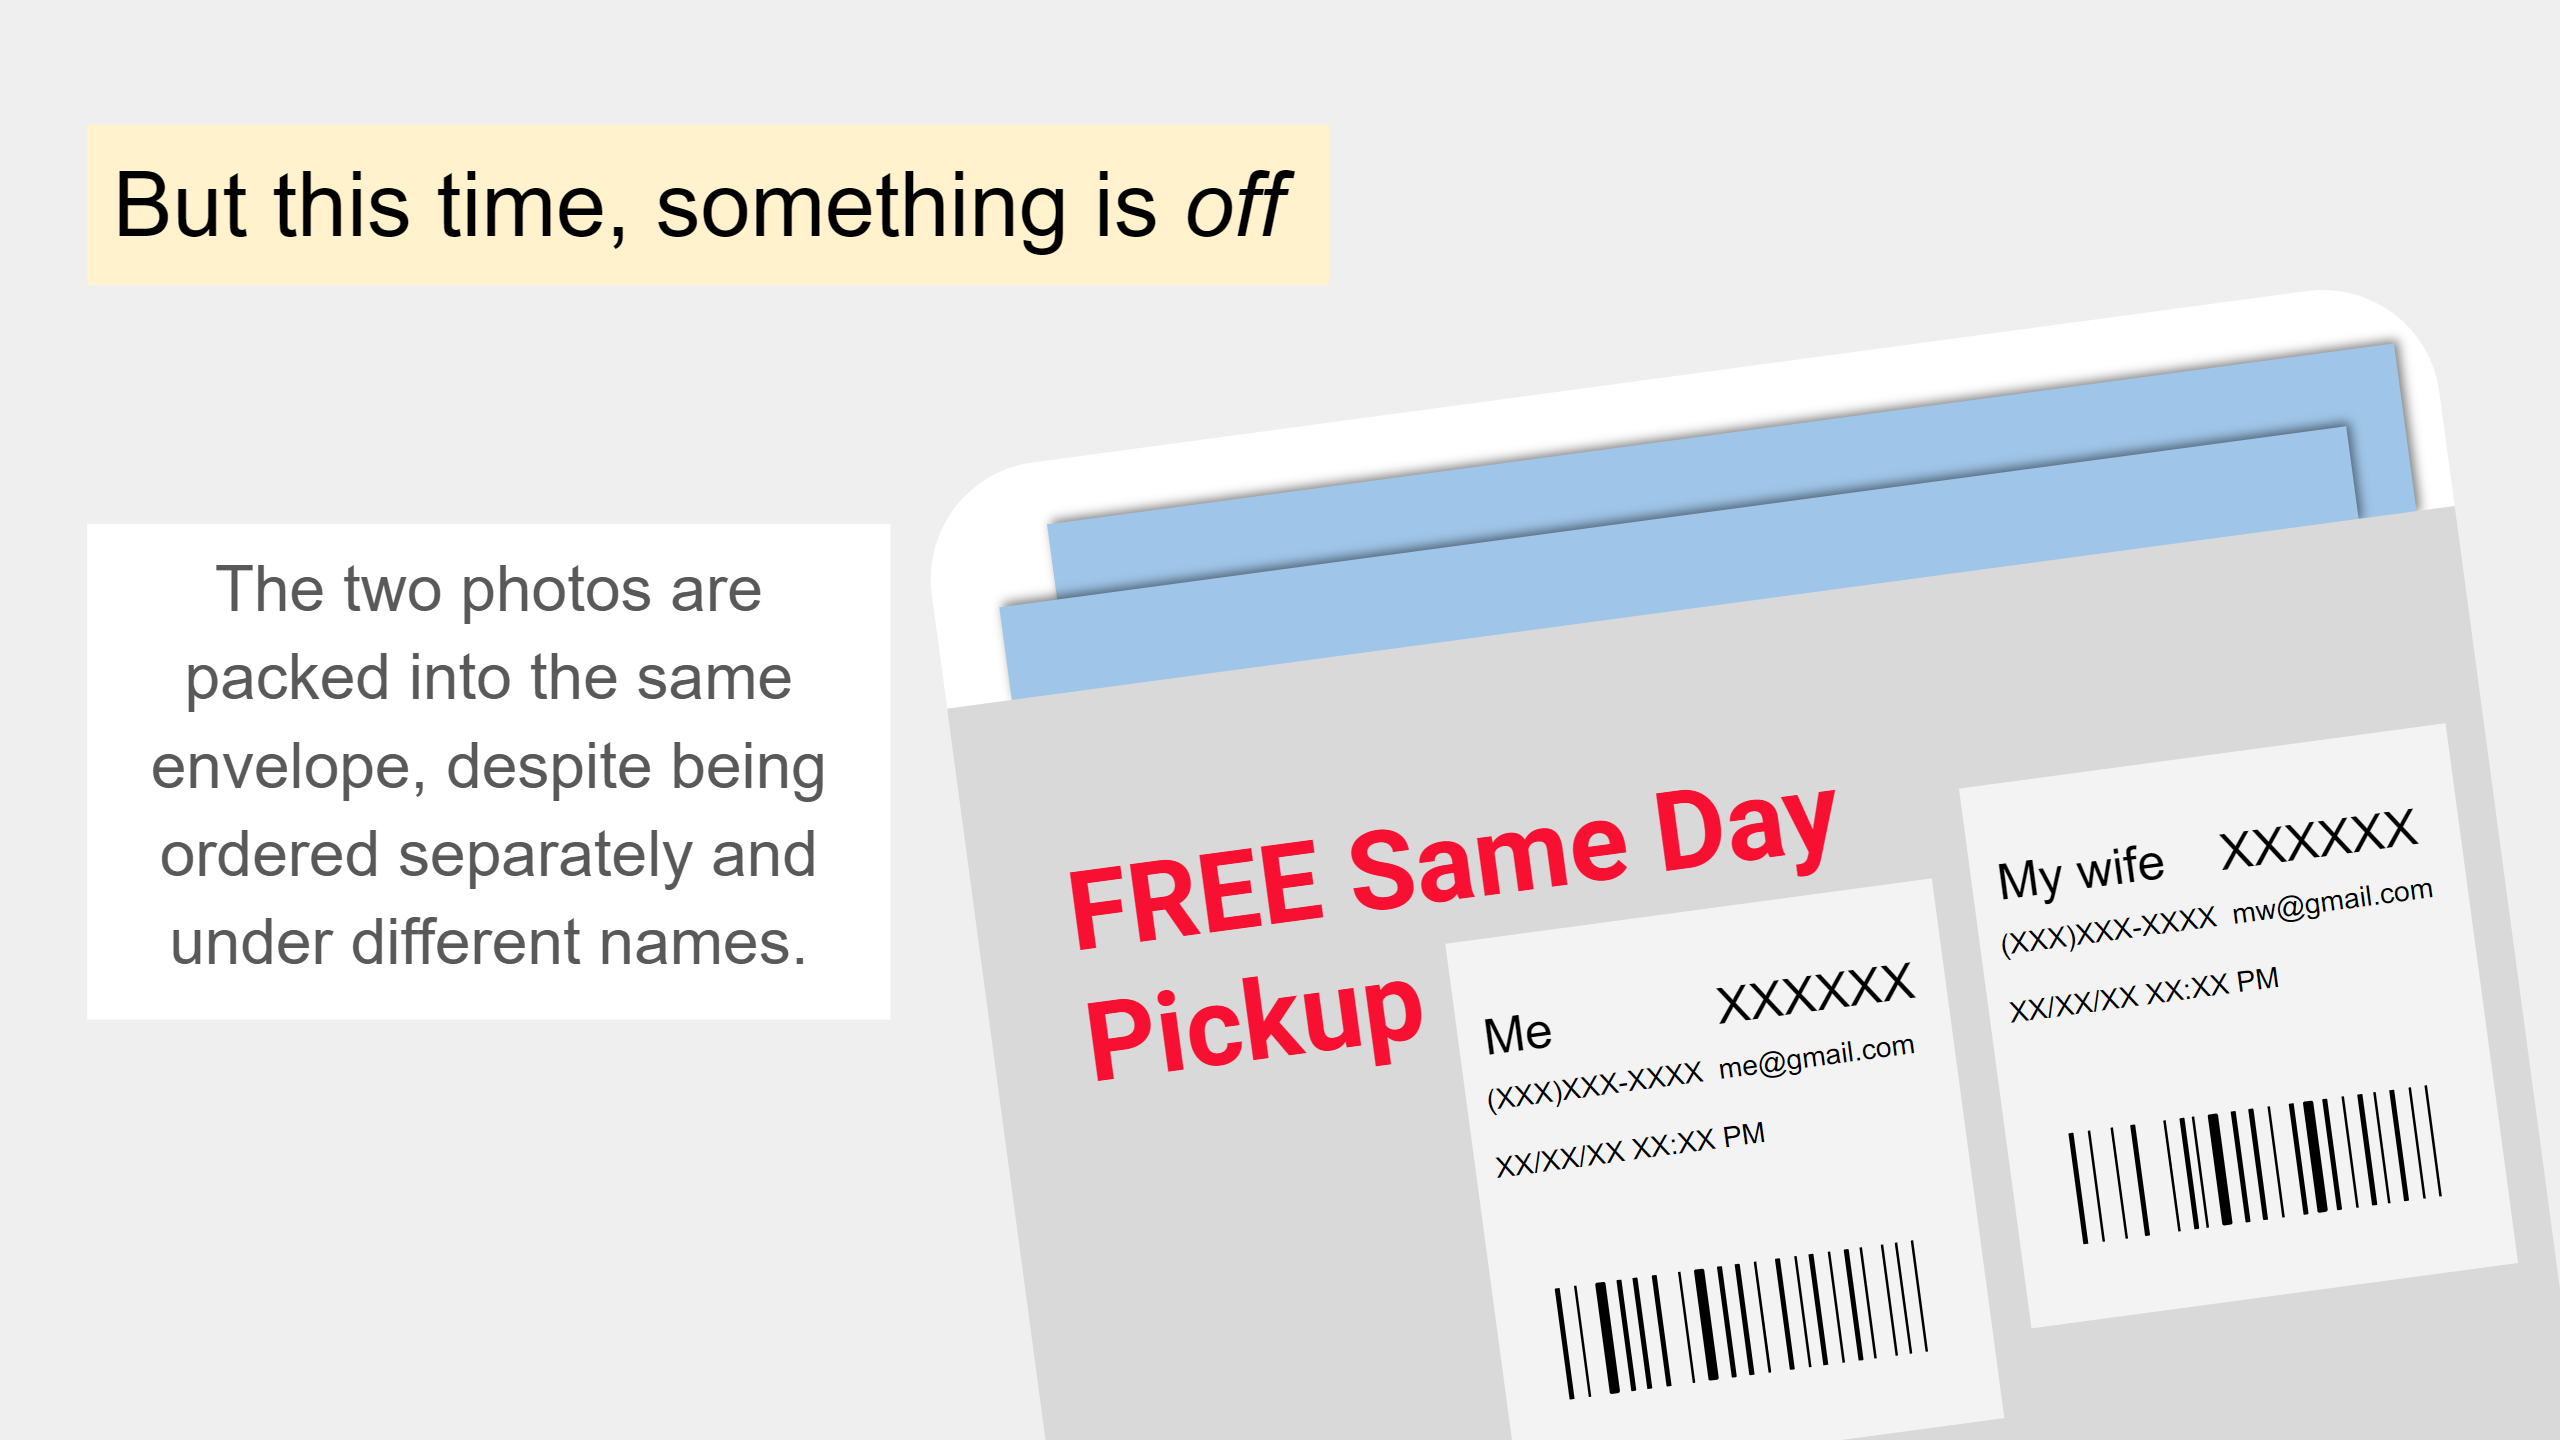 But this time, something is off
The two photos are
packed into the same
envelope, despite being
ordered separately and
under different names.
FREE Same Day
Pickup
Me XXXXXX
(XXX)XXX-XXXX me@gmail.com
XX/XX/XX XX:XX PM
My wife XXXXXX
(XXX)XXX-XXXX mw@gmail.com
XX/XX/XX XX:XX PM